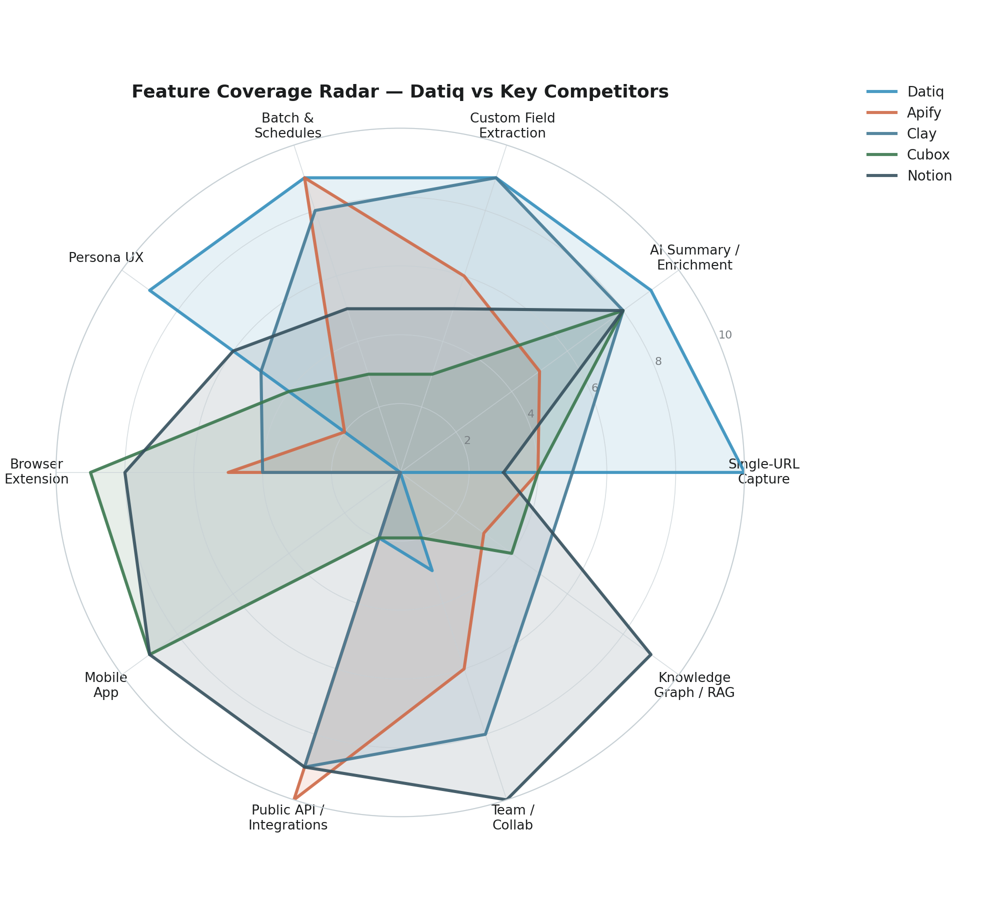 Feature Coverage Radar — Datiq vs Key Competitors
Datiq
Apify
Clay
Cubox
Notion
Batch &
Schedules
Custom Field
Extraction
Persona UX
AI Summary /
Enrichment
10
8
6
4
2
Browser
Extension
Single-URL
Capture
Mobile
App
Knowledge
Graph / RAG
Public API /
Integrations
Team /
Collab